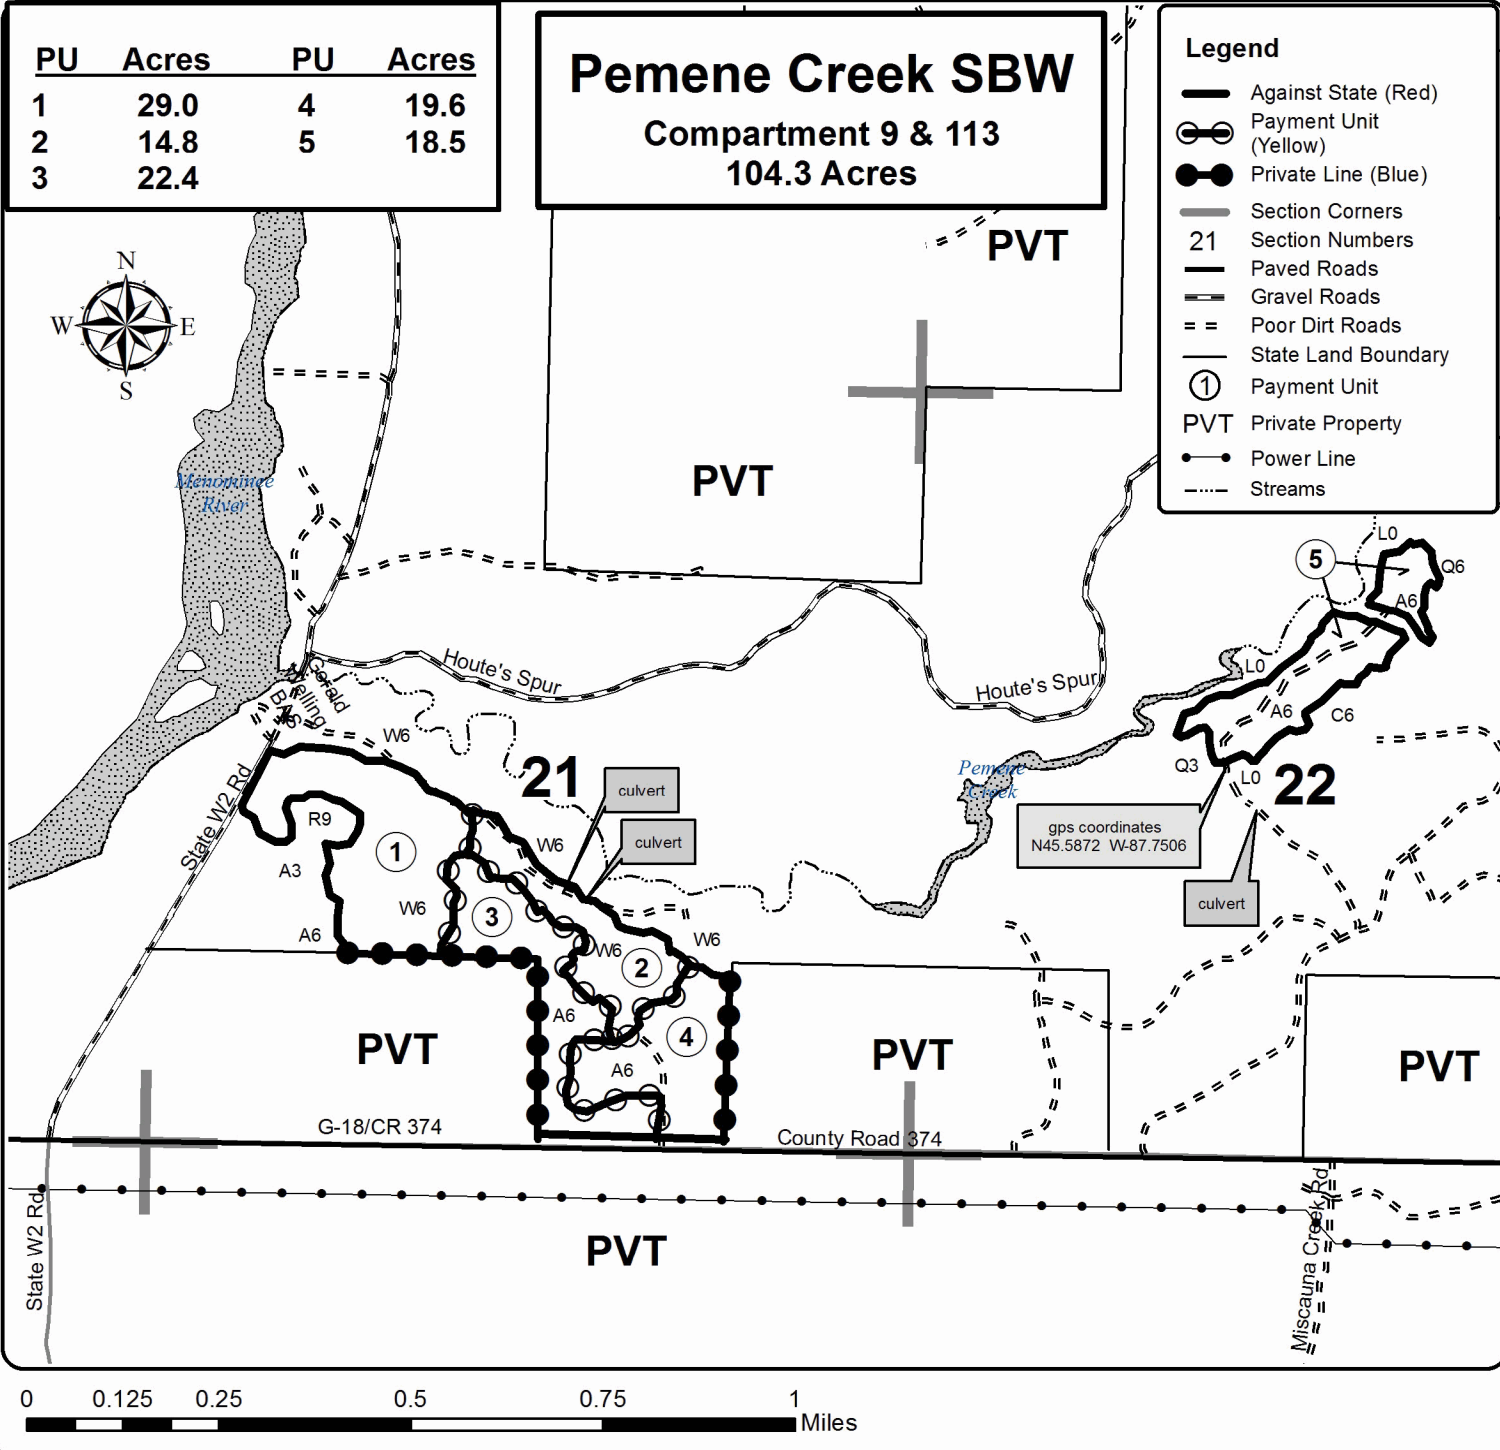 PU Acres PU Acres
1 29.0 4 19.6
2 14.8 5 18.5
3 22.4
Pemene Creek SBW
Compartment 9 & 113
104.3 Acres
Legend
Against State (Red)
Payment Unit
(Yellow)
Private Line (Blue)
Section Corners
21 Section Numbers
Paved Roads
Gravel Roads
Poor Dirt Roads
State Land Boundary
1 Payment Unit
PVT Private Property
Power Line
Streams
N
W E
S
PVT
PVT
Menominee
River
L0
5
Q6
A6
Houte's Spur
L0
Houte's Spur
Gerald
Welling
BAS
A6
C6
W6
21
Pemene
Creek
Q3
L0
22
State W2 Rd
culvert
R9
1
W6
culvert
gps coordinates
N45.5872 W-87.7506
A3
culvert
W6
3
A6
W6
W6
2
A6
4
PVT
PVT
PVT
A6
G-18/CR 374
County Road 374
State W2 Rd
PVT
Miscauna Creek Rd
0 0.125 0.25 0.5 0.75 1
Miles